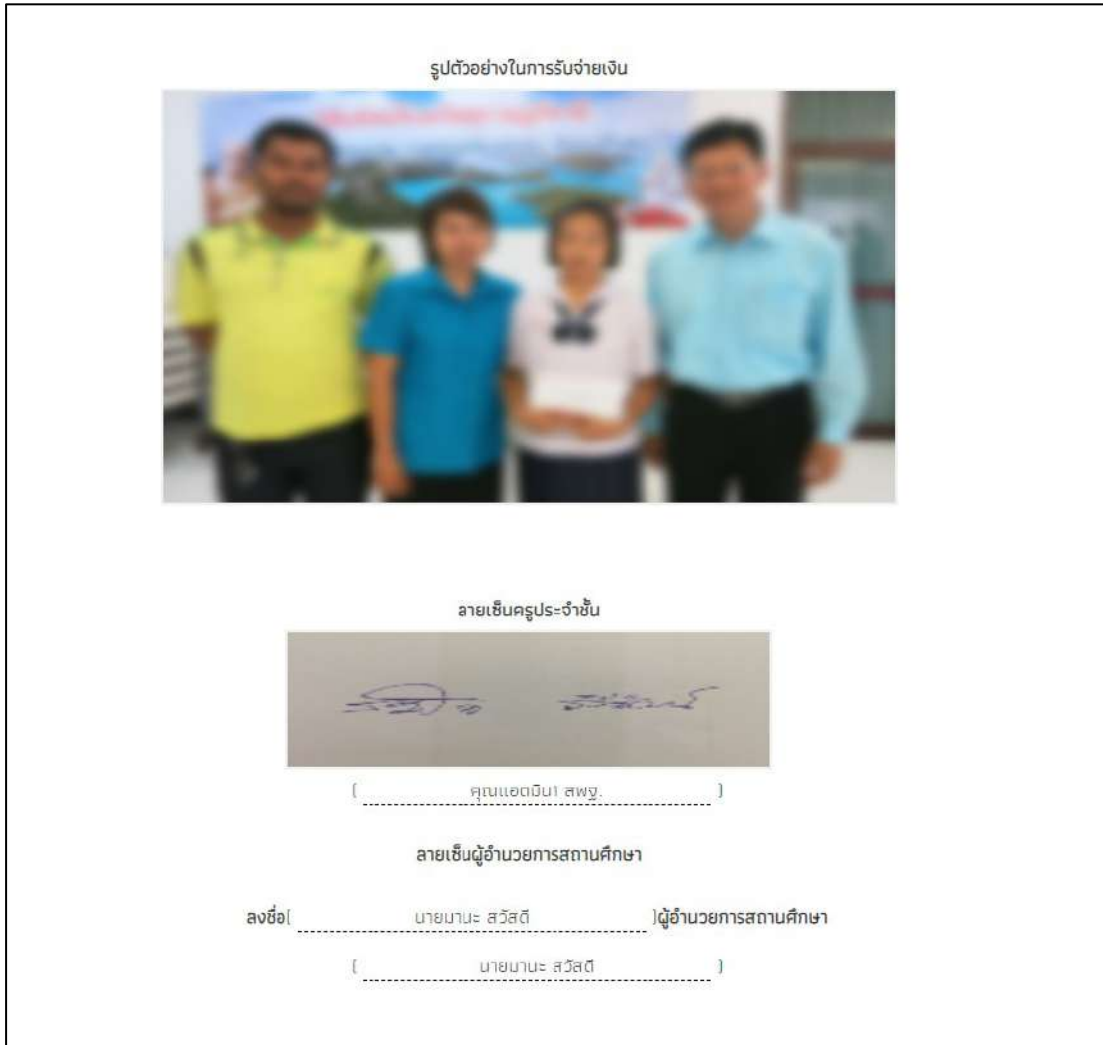 รูปตัวอย่างในการรับจ่ายเงิน
ลายเซ็นครูประจำชั้น
( คุณแอดมิน1 สพฐ. )
ลายเซ็นผู้อำนวยการสถานศึกษา
ลงชื่อ( นายมานะ สวัสดี )ผู้อำนวยการสถานศึกษา
( นายมานะ สวัสดี )